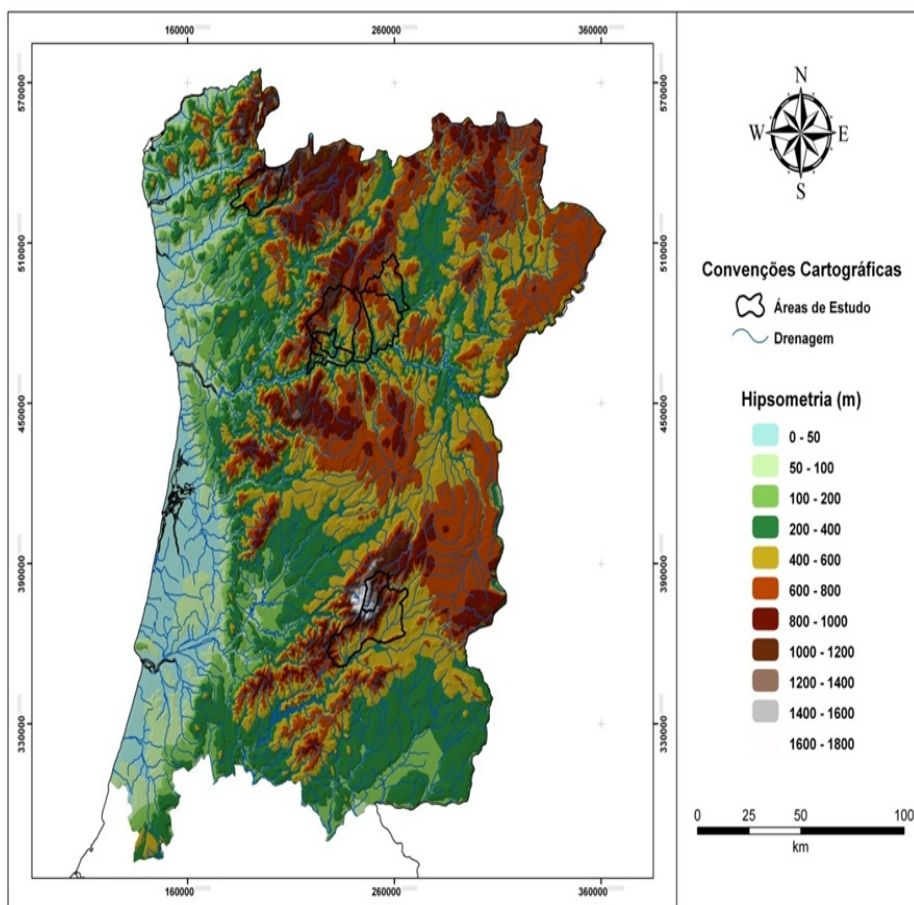 160000 260000 360000
570000
510000
450000
390000
330000
160000 260000 360000
570000
510000
450000
390000
330000
N
W E
S
Convenções Cartográficas
Áreas de Estudo
Drenagem
Hipsometria (m)
0 - 50
50 - 100
100 - 200
200 - 400
400 - 600
600 - 800
800 - 1000
1000 - 1200
1200 - 1400
1400 - 1600
1600 - 1800
0 25 50 100
km